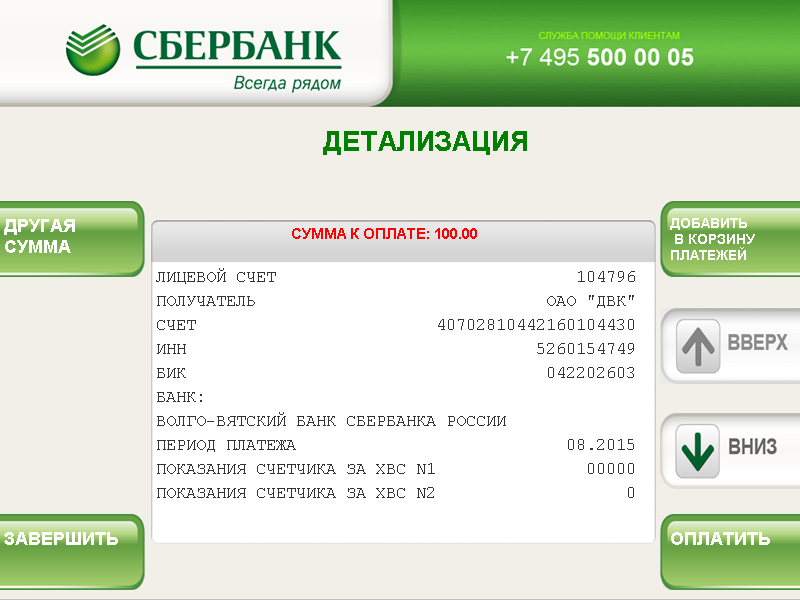 СБЕРБАНК
Всегда рядом
СЛУЖБА ПОМОЩИ КЛИЕНТАМ
+7 495 500 00 05
ДЕТАЛИЗАЦИЯ
ДРУГАЯ
СУММА
СУММА К ОПЛАТЕ: 100.00
ДОБАВИТЬ
В КОРЗИНУ
ПЛАТЕЖЕЙ
ЛИЦЕВОЙ СЧЕТ 104796
ПОЛУЧАТЕЛЬ ОАО "ДВК"
СЧЕТ 40702810442160104430
ИНН 5260154749
БИК 042202603
БАНК:
ВОЛГО-ВЯТСКИЙ БАНК СБЕРБАНКА РОССИИ
ПЕРИОД ПЛАТЕЖА 08.2015
ПОКАЗАНИЯ СЧЕТЧИКА ЗА ХВС N1 00000
ПОКАЗАНИЯ СЧЕТЧИКА ЗА ХВС N2 0
ВВЕРХ
ВНИЗ
ЗАВЕРШИТЬ
ОПЛАТИТЬ